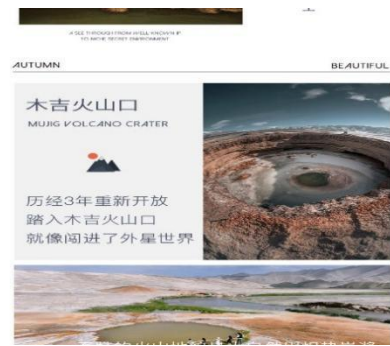 A SEE THROUGH FROM WELL-KNOWN IP
TO NICHE SECRET ENVIRONMENT
AUTUMN
BEAUTIFUL
木吉火山口
MUJIG VOLCANO CRATER
历经3年重新开放
踏入木吉火山口
就像闯进了外星世界